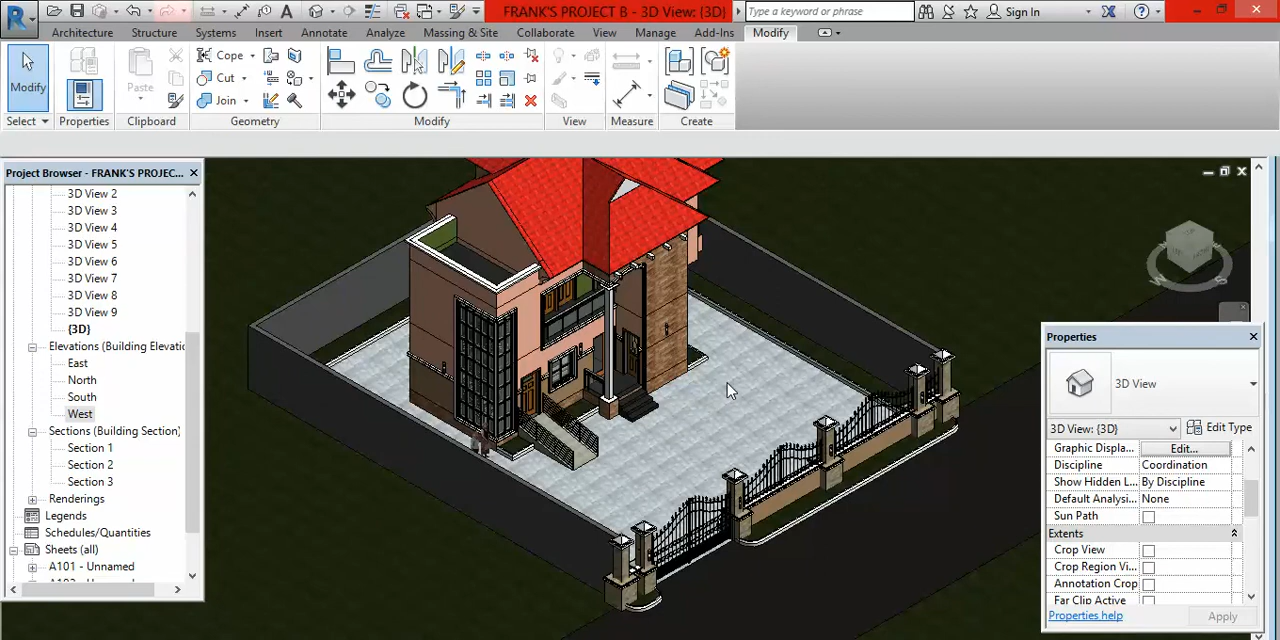 FRANK'S PROJECT B - 3D View: {3D}
Type a keyword or phrase
Sign In
Architecture Structure Systems Insert Annotate Analyze Massing & Site Collaborate View Manage Add-Ins Modify
Modify
Paste
Cope
Cut
Join
Select Properties Clipboard Geometry Modify View Measure Create
Project Browser - FRANK'S PROJEC...
3D View 2
3D View 3
3D View 4
3D View 5
3D View 6
3D View 7
3D View 8
3D View 9
{3D}
Elevations (Building Elevatio
East
North
South
West
Sections (Building Section)
Section 1
Section 2
Section 3
Renderings
Legends
Schedules/Quantities
Sheets (all)
A101 - Unnamed
W
S
Properties
3D View
3D View: {3D}
Edit Type
Graphic Displa... Edit...
Discipline Coordination
Show Hidden L... By Discipline
Default Analysi... None
Sun Path
Extents
Crop View
Crop Region Vi...
Annotation Crop
Far Clip Active
Properties help
Apply